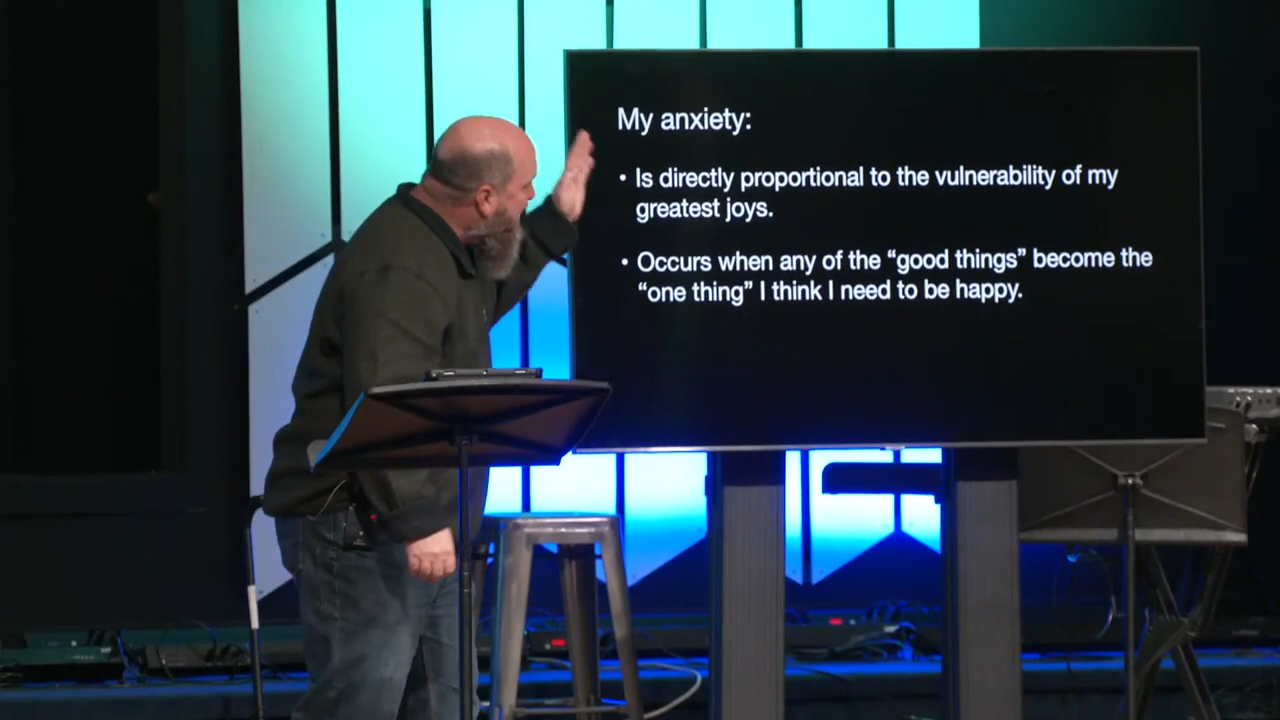 My anxiety:
• Is directly proportional to the vulnerability of my
greatest joys.
• Occurs when any of the “good things” become the
“one thing” I think I need to be happy.